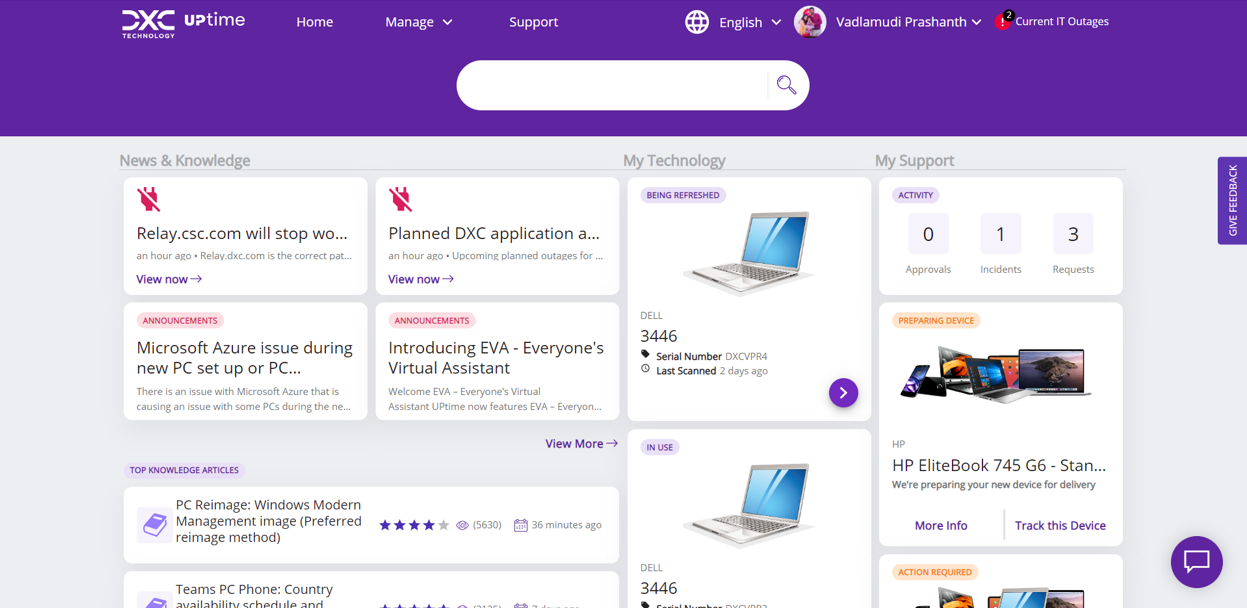 DXC TECHNOLOGY UPtime
Home
Manage
Support
English
Vadlamudi Prashanth
! 2
Current IT Outages
GIVE FEEDBACK
News & Knowledge
Relay.csc.com will stop wo...
an hour ago • Relay.dxc.com is the correct pat...
View now
Planned DXC application a...
an hour ago • Upcoming planned outages for ...
View now
ANNOUNCEMENTS
Microsoft Azure issue during
new PC set up or PC...
There is an issue with Microsoft Azure that is
causing an issue with some PCs during the ne...
ANNOUNCEMENTS
Introducing EVA - Everyone's
Virtual Assistant
Welcome EVA – Everyone's Virtual
Assistant UPtime now features EVA – Everyon...
View More
TOP KNOWLEDGE ARTICLES
PC Reimage: Windows Modern
Management image (Preferred
reimage method)
(5630)
36 minutes ago
Teams PC Phone: Country
availability schedule and
My Technology
BEING REFRESHED
DELL
3446
Serial Number DXCVPR4
Last Scanned 2 days ago
IN USE
DELL
3446
My Support
ACTIVITY
0
Approvals
1
Incidents
3
Requests
PREPARING DEVICE
HP
HP EliteBook 745 G6 - Stan...
We're preparing your new device for delivery
More Info
Track this Device
ACTION REQUIRED